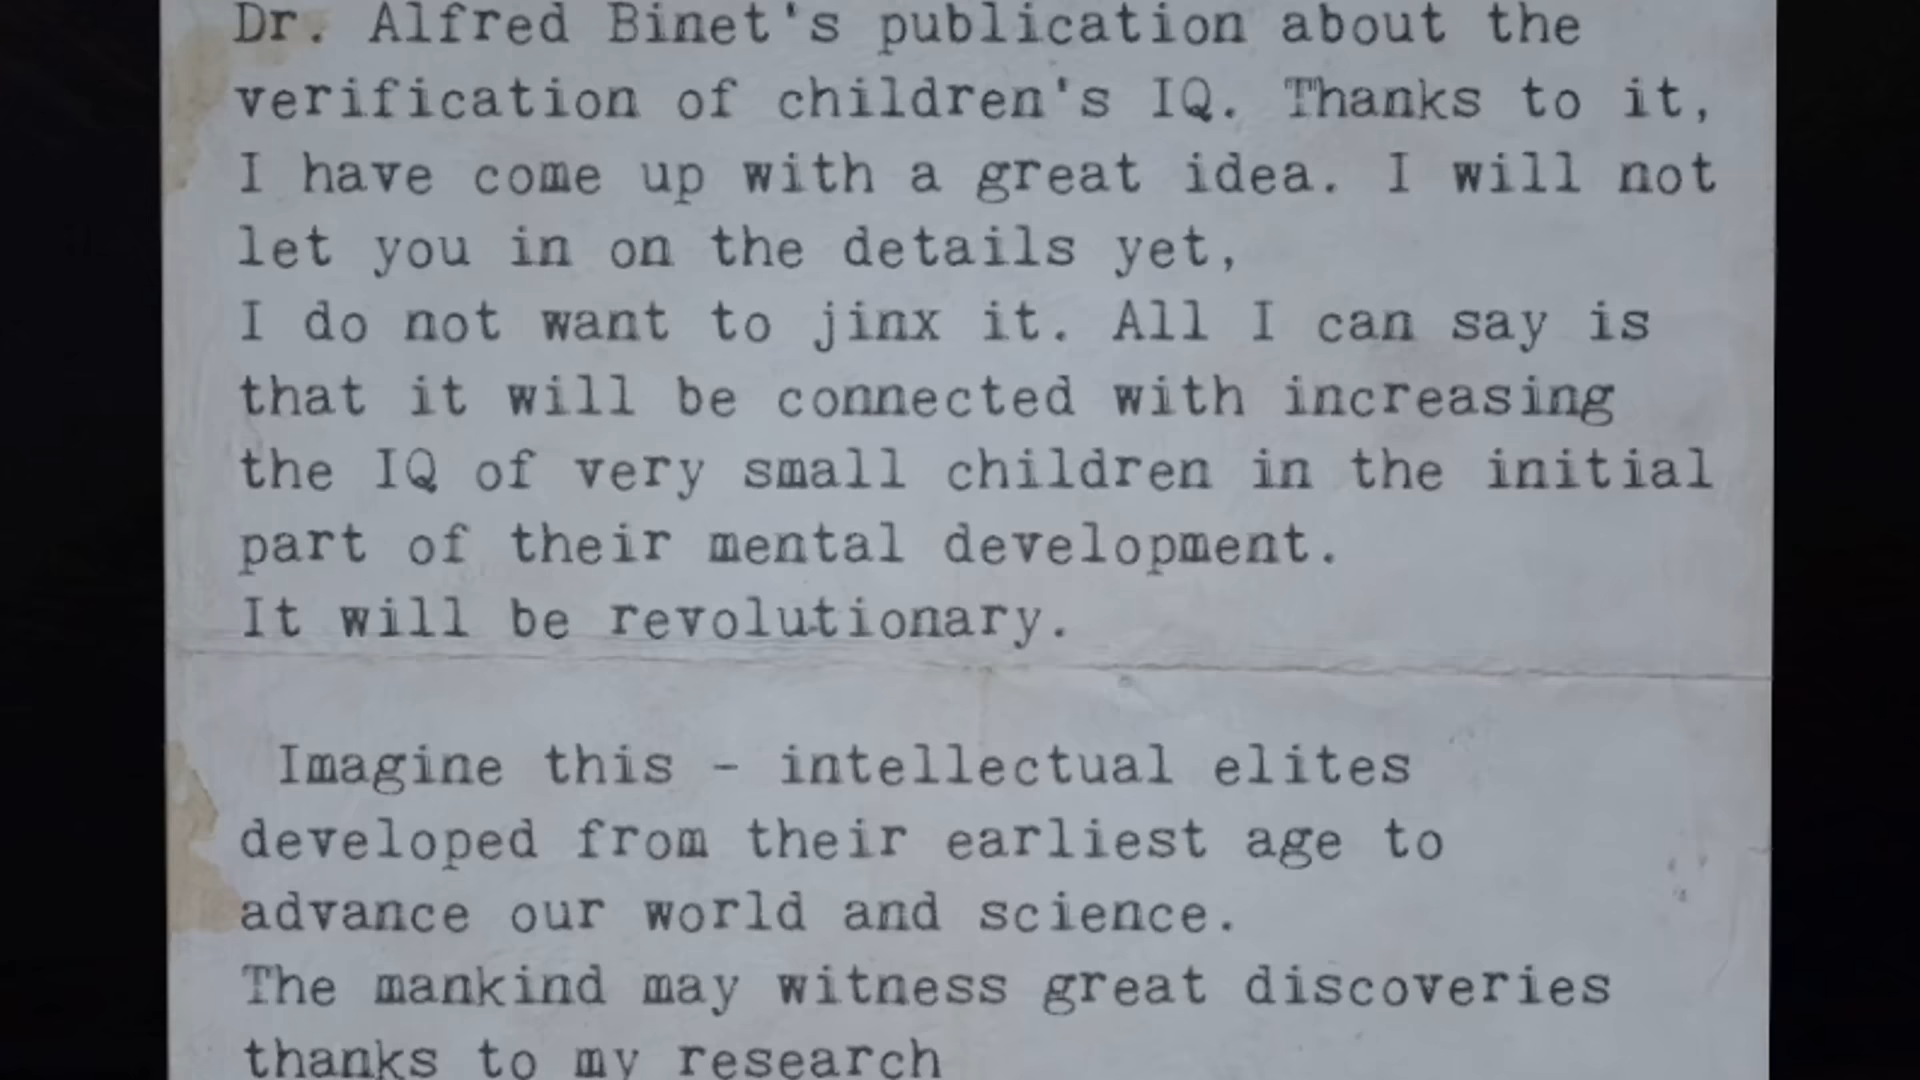 Dr. Alfred Binet's publication about the
verification of children's IQ. Thanks to it,
I have come up with a great idea. I will not
let you in on the details yet,
I do not want to jinx it. All I can say is
that it will be connected with increasing
the IQ of very small children in the initial
part of their mental development.
It will be revolutionary.
Imagine this - intellectual elites
developed from their earliest age to
advance our world and science.
The mankind may witness great discoveries
thanks to my research